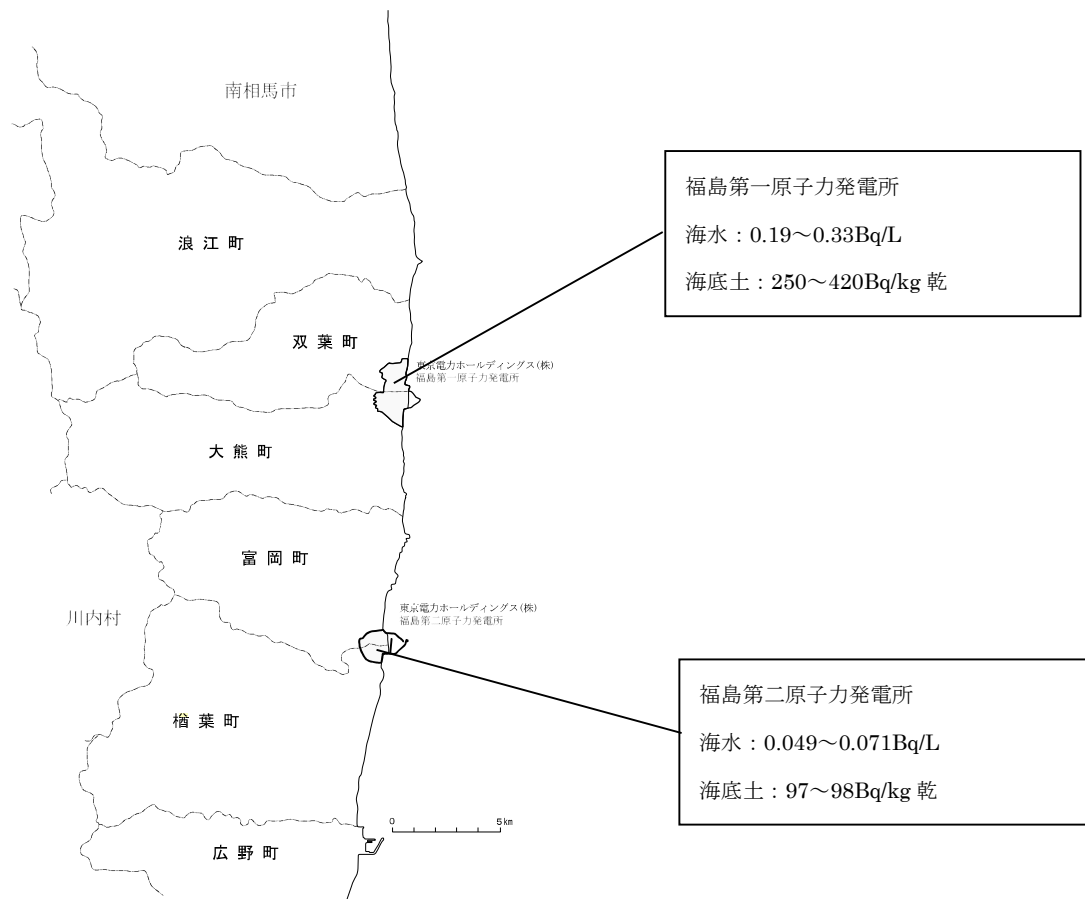 南相馬市
福島第一原子力発電所
海水：0.19～0.33Bq/L
海底土：250～420Bq/kg 乾
浪江町
双葉町
東京電力ホールディングス(株)
福島第一原子力発電所
大熊町
富岡町
川内村
東京電力ホールディングス(株)
福島第二原子力発電所
福島第二原子力発電所
海水：0.049～0.071Bq/L
海底土：97～98Bq/kg 乾
楢葉町
0 5km
広野町